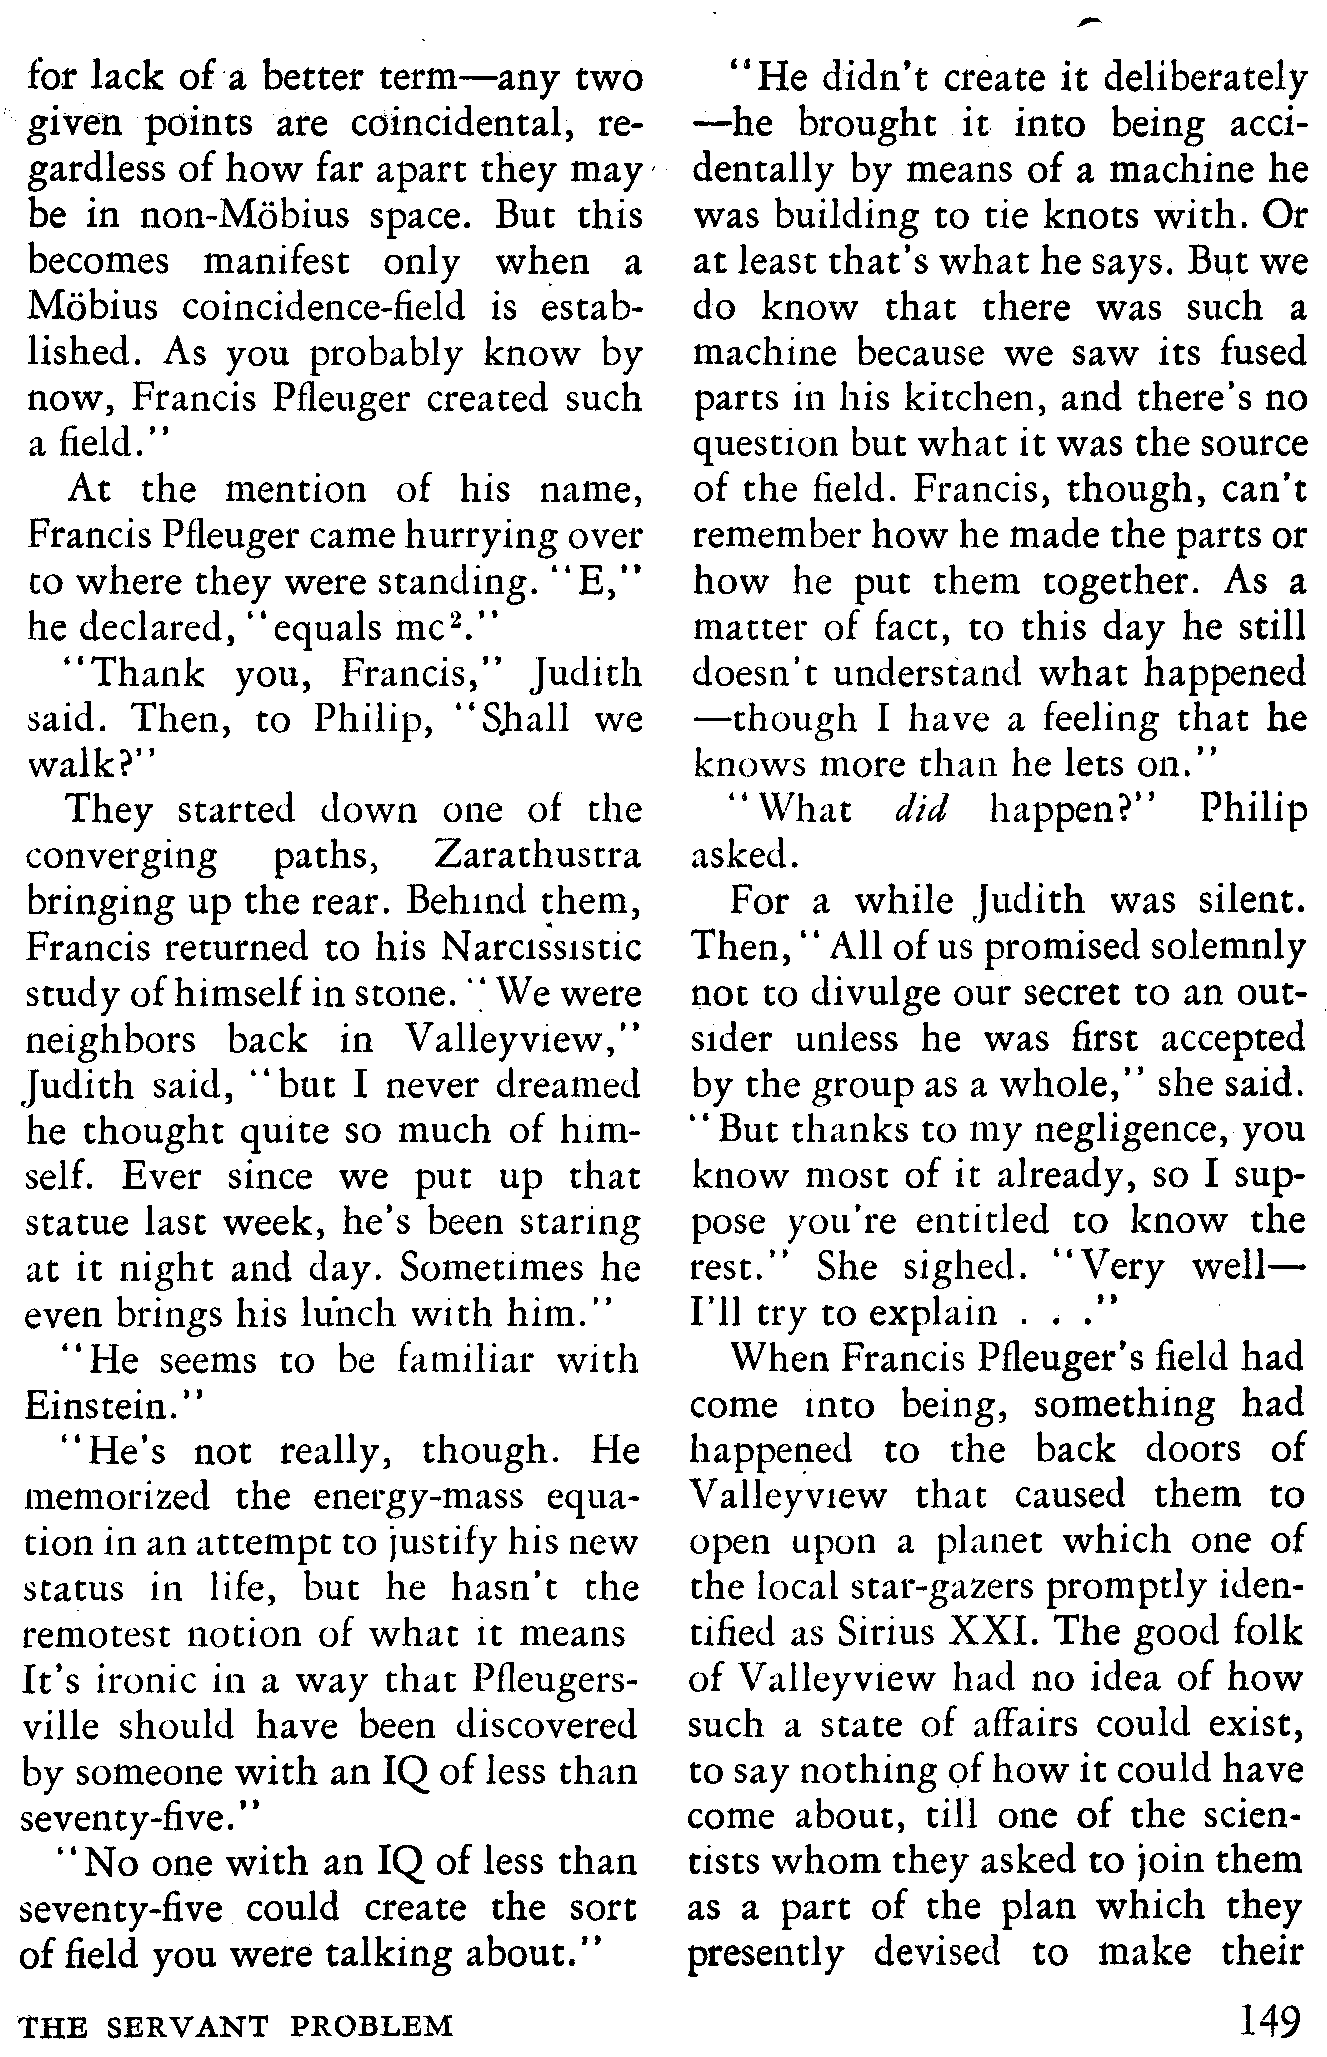 for lack of a better term—any two
given points are coincidental, re-
gardless of how far apart they may
be in non-Möbius space. But this
becomes manifest only when a
Möbius coincidence-field is estab-
lished. As you probably know by
now, Francis Pfleuger created such
a field."
At the mention of his name,
Francis Pfleuger came hurrying over
to where they were standing. "E,"
he declared, "equals mc²."
"Thank you, Francis," Judith
said. Then, to Philip, "Shall we
walk?"
They started down one of the
converging paths, Zarathustra
bringing up the rear. Behind them,
Francis returned to his Narcissistic
study of himself in stone. "We were
neighbors back in Valleyview,"
Judith said, "but I never dreamed
he thought quite so much of him-
self. Ever since we put up that
statue last week, he's been staring
at it night and day. Sometimes he
even brings his lunch with him."
"He seems to be familiar with
Einstein."
"He's not really, though. He
memorized the energy-mass equa-
tion in an attempt to justify his new
status in life, but he hasn't the
remotest notion of what it means
It's ironic in a way that Pfleugers-
ville should have been discovered
by someone with an IQ of less than
seventy-five."
"No one with an IQ of less than
seventy-five could create the sort
of field you were talking about."
"He didn't create it deliberately
—he brought it into being acci-
dentally by means of a machine he
was building to tie knots with. Or
at least that's what he says. But we
do know that there was such a
machine because we saw its fused
parts in his kitchen, and there's no
question but what it was the source
of the field. Francis, though, can't
remember how he made the parts or
how he put them together. As a
matter of fact, to this day he still
doesn't understand what happened
—though I have a feeling that he
knows more than he lets on."
"What did happen?" Philip
asked.
For a while Judith was silent.
Then, "All of us promised solemnly
not to divulge our secret to an out-
sider unless he was first accepted
by the group as a whole," she said.
"But thanks to my negligence, you
know most of it already, so I sup-
pose you're entitled to know the
rest." She sighed. "Very well—
I'll try to explain . . ."
When Francis Pfleuger's field had
come into being, something had
happened to the back doors of
Valleyview that caused them to
open upon a planet which one of
the local star-gazers promptly iden-
tified as Sirius XXI. The good folk
of Valleyview had no idea of how
such a state of affairs could exist,
to say nothing of how it could have
come about, till one of the scien-
tists whom they asked to join them
as a part of the plan which they
presently devised to make their
THE SERVANT PROBLEM
149